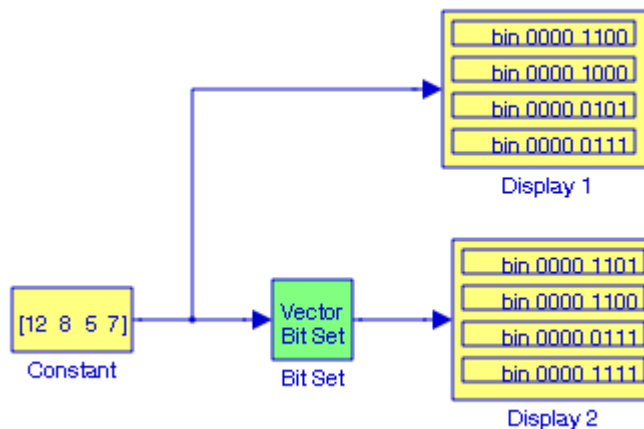 bin 0000 1100
bin 0000 1000
bin 0000 0101
bin 0000 0111
Display 1
[12 8 5 7]
Constant
Vector
Bit Set
Bit Set
bin 0000 1101
bin 0000 1100
bin 0000 0111
bin 0000 1111
Display 2